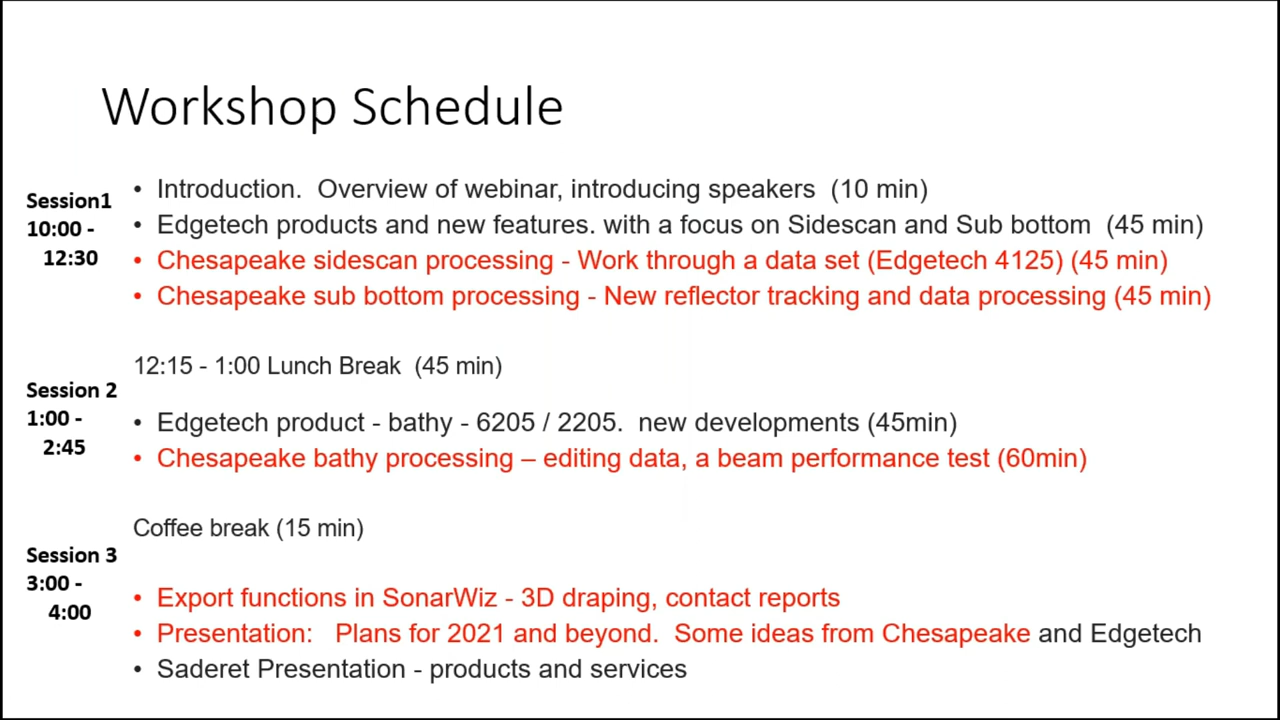 Workshop Schedule
Session1
10:00 -
12:30
• Introduction.  Overview of webinar, introducing speakers  (10 min)
• Edgetech products and new features. with a focus on Sidescan and Sub bottom  (45 min)
• Chesapeake sidescan processing - Work through a data set (Edgetech 4125) (45 min)
• Chesapeake sub bottom processing - New reflector tracking and data processing (45 min)
12:15 - 1:00 Lunch Break  (45 min)
Session 2
1:00 -
2:45
• Edgetech product - bathy - 6205 / 2205.  new developments (45min)
• Chesapeake bathy processing – editing data, a beam performance test (60min)
Coffee break (15 min)
Session 3
3:00 -
4:00
• Export functions in SonarWiz - 3D draping, contact reports
• Presentation:   Plans for 2021 and beyond.  Some ideas from Chesapeake and Edgetech
• Saderet Presentation - products and services